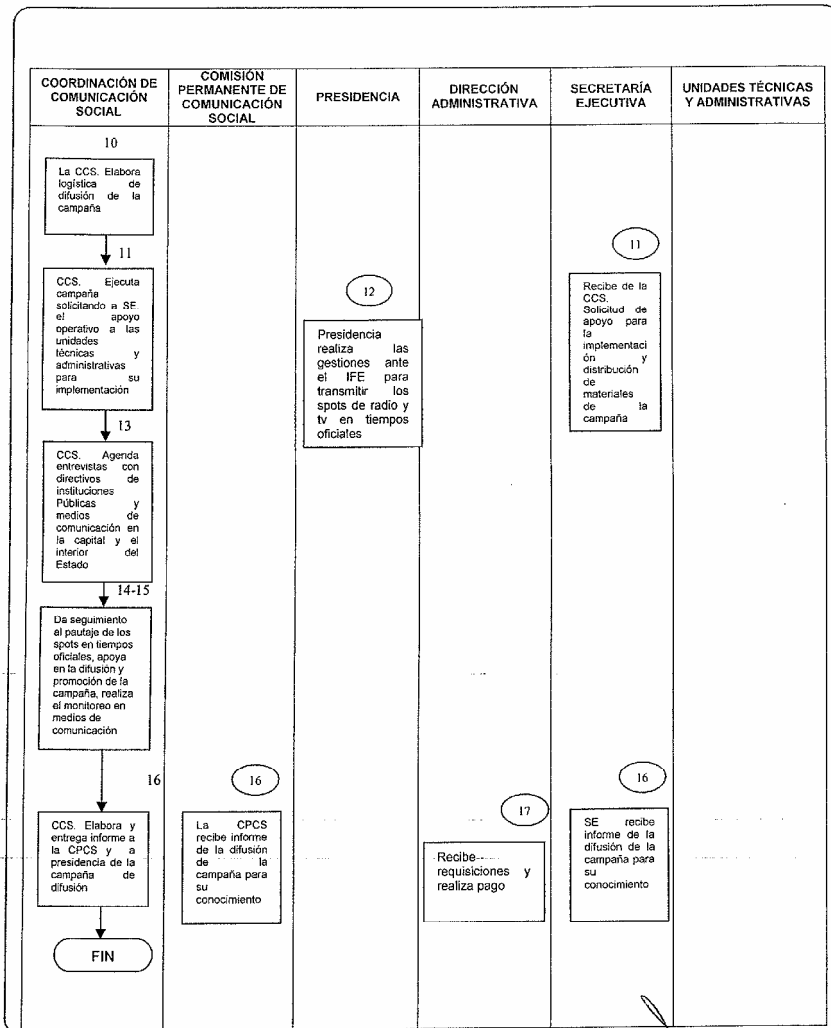 COORDINACIÓN DE
COMUNICACIÓN
SOCIAL
COMISIÓN
PERMANENTE DE
COMUNICACIÓN
SOCIAL
PRESIDENCIA
DIRECCIÓN
ADMINISTRATIVA
SECRETARÍA
EJECUTIVA
UNIDADES TÉCNICAS
Y ADMINISTRATIVAS
10
La CCS. Elabora
logística de
difusión de la
campaña
11
CCS. Ejecuta
campaña
solicitando a SE.
el apoyo
operativo a las
unidades
técnicas y
administrativas
para su
implementación
12
Presidencia
realiza las
gestiones ante
el IFE para
transmitir los
spots de radio y
tv en tiempos
oficiales
11
Recibe de la
CCS.
Solicitud de
apoyo para
la
implementaci
ón y
distribución
de
materiales
de la
campaña
13
CCS. Agenda
entrevistas con
directivos de
instituciones
Públicas y
medios de
comunicación en
la capital y el
interior del
Estado
14-15
Da seguimiento
al pautaje de los
spots en tiempos
oficiales, apoya
en la difusión y
promoción de la
campaña, realiza
el monitoreo en
medios de
comunicación
16
CCS. Elabora y
entrega informe a
la CPCS y a
presidencia de la
campaña de
difusión
16
La CPCS
recibe informe
de la difusión
de la
campaña para
su
conocimiento
17
Recibe
requisiciones y
realiza pago
16
SE recibe
informe de la
difusión de la
campaña para
su
conocimiento
FIN